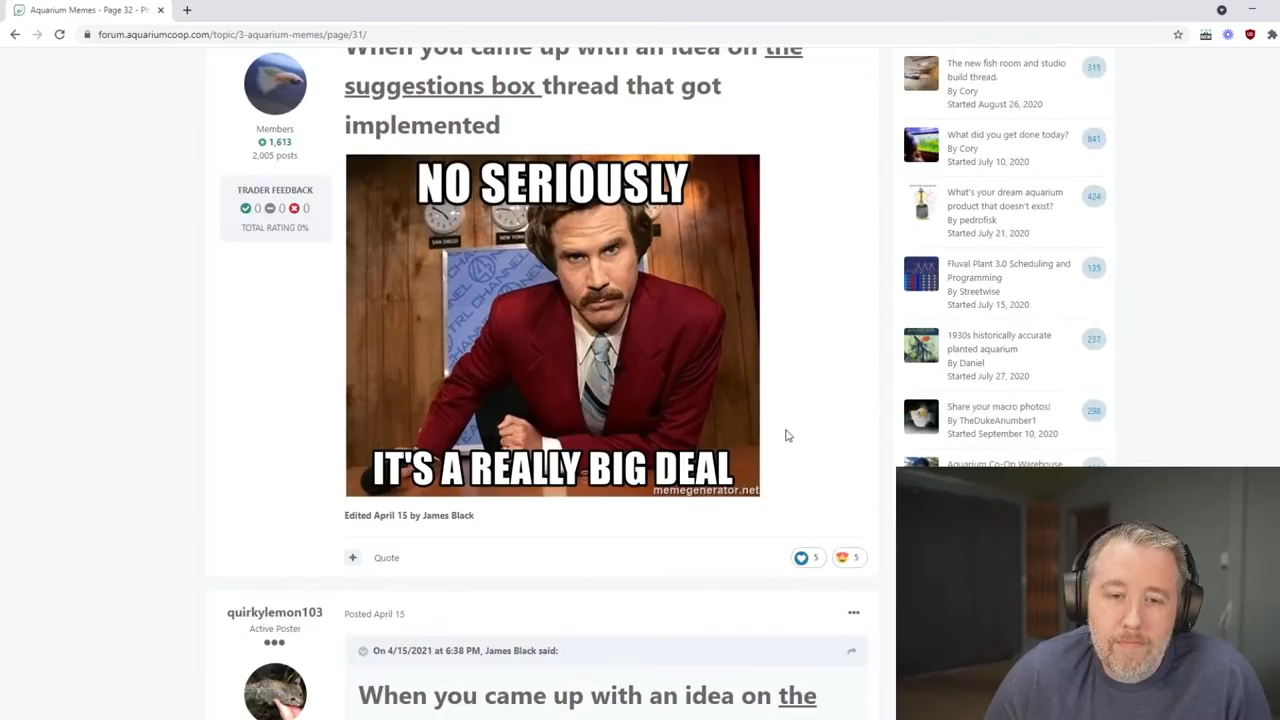 Aquarium Memes - Page 32 - Ph
forum.aquariumcoop.com/topic/3-aquarium-memes/page/31/
When you came up with an idea on the
suggestions box thread that got
implemented
Members
1,613
2,005 posts
TRADER FEEDBACK
0 0 0
TOTAL RATING 0%
NO SERIOUSLY
SAN DIEGO
NEW YORK
IT'S A REALLY BIG DEAL
memegenerator.net
Edited April 15 by James Black
+ Quote
5 5
quirkylemon103
Active Poster
Posted April 15
On 4/15/2021 at 6:38 PM, James Black said:
When you came up with an idea on the
The new fish room and studio
build thread.
By Cory
Started August 26, 2020
315
What did you get done today?
By Cory
Started July 10, 2020
841
What's your dream aquarium
product that doesn't exist?
By pedrofisk
Started July 21, 2020
424
Fluval Plant 3.0 Scheduling and
Programming
By Streetwise
Started July 15, 2020
135
1930s historically accurate
planted aquarium
By Daniel
Started July 27, 2020
237
Share your macro photos!
By TheDukeAnumber1
Started September 10, 2020
298
Aquarium Co-Op Warehouse